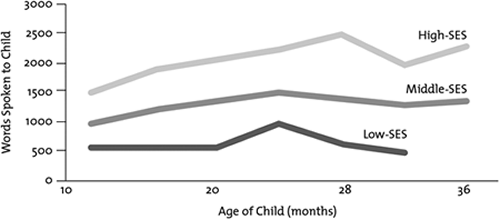 3000
2500
2000
1500
1000
500
0
Words Spoken to Child
High-SES
Middle-SES
Low-SES
10 20 28 36
Age of Child (months)